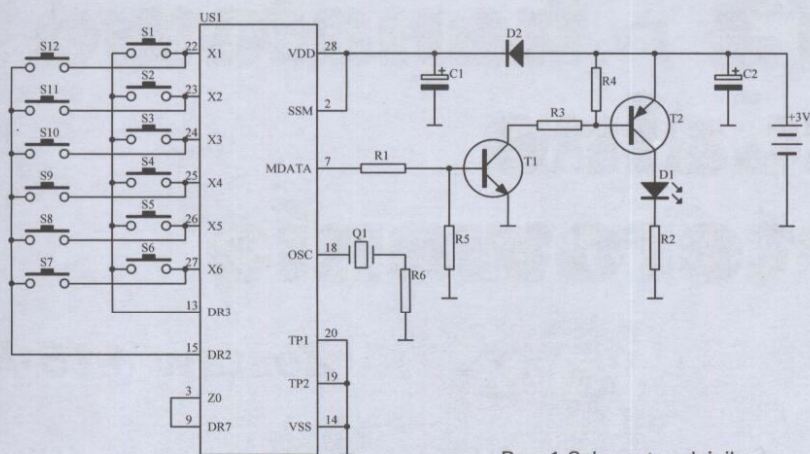 US1
S12
S1
22
X1
S11
S2
23
X2
S10
S3
24
X3
S9
S4
25
X4
S8
S5
26
X5
S7
S6
27
X6
13
DR3
15
DR2
3
Z0
9
DR7
VDD
28
SSM
2
MDATA
7
OSC
18
TP1
20
TP2
19
VSS
14
D2
+
C1
R4
+
C2
R3
T2
+3V
R1
T1
D1
Q1
R5
R2
R6